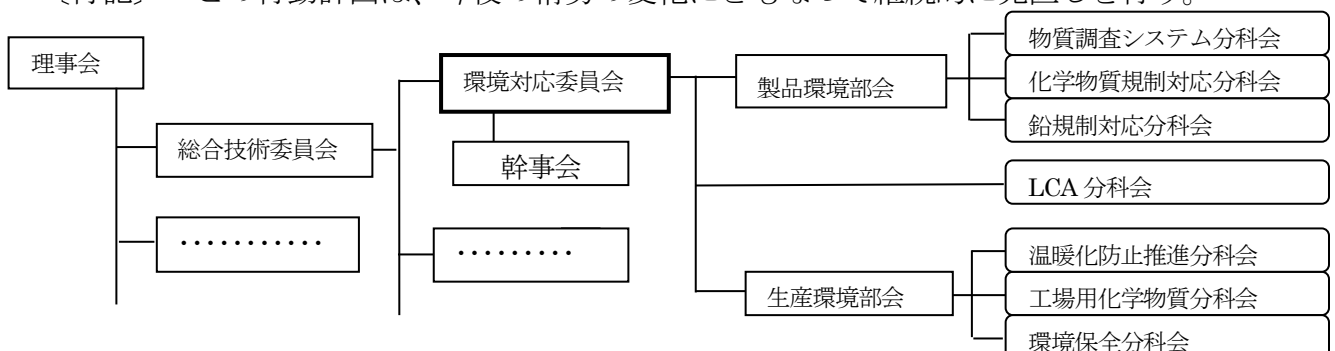 理事会
総合技術委員会
・・・・・・・・・・・
環境対応委員会
幹事会
・・・・・・・・・
製品環境部会
物質調査システム分科会
化学物質規制対応分科会
鉛規制対応分科会
LCA 分科会
生産環境部会
温暖化防止推進分科会
工場用化学物質分科会
環境保全分科会